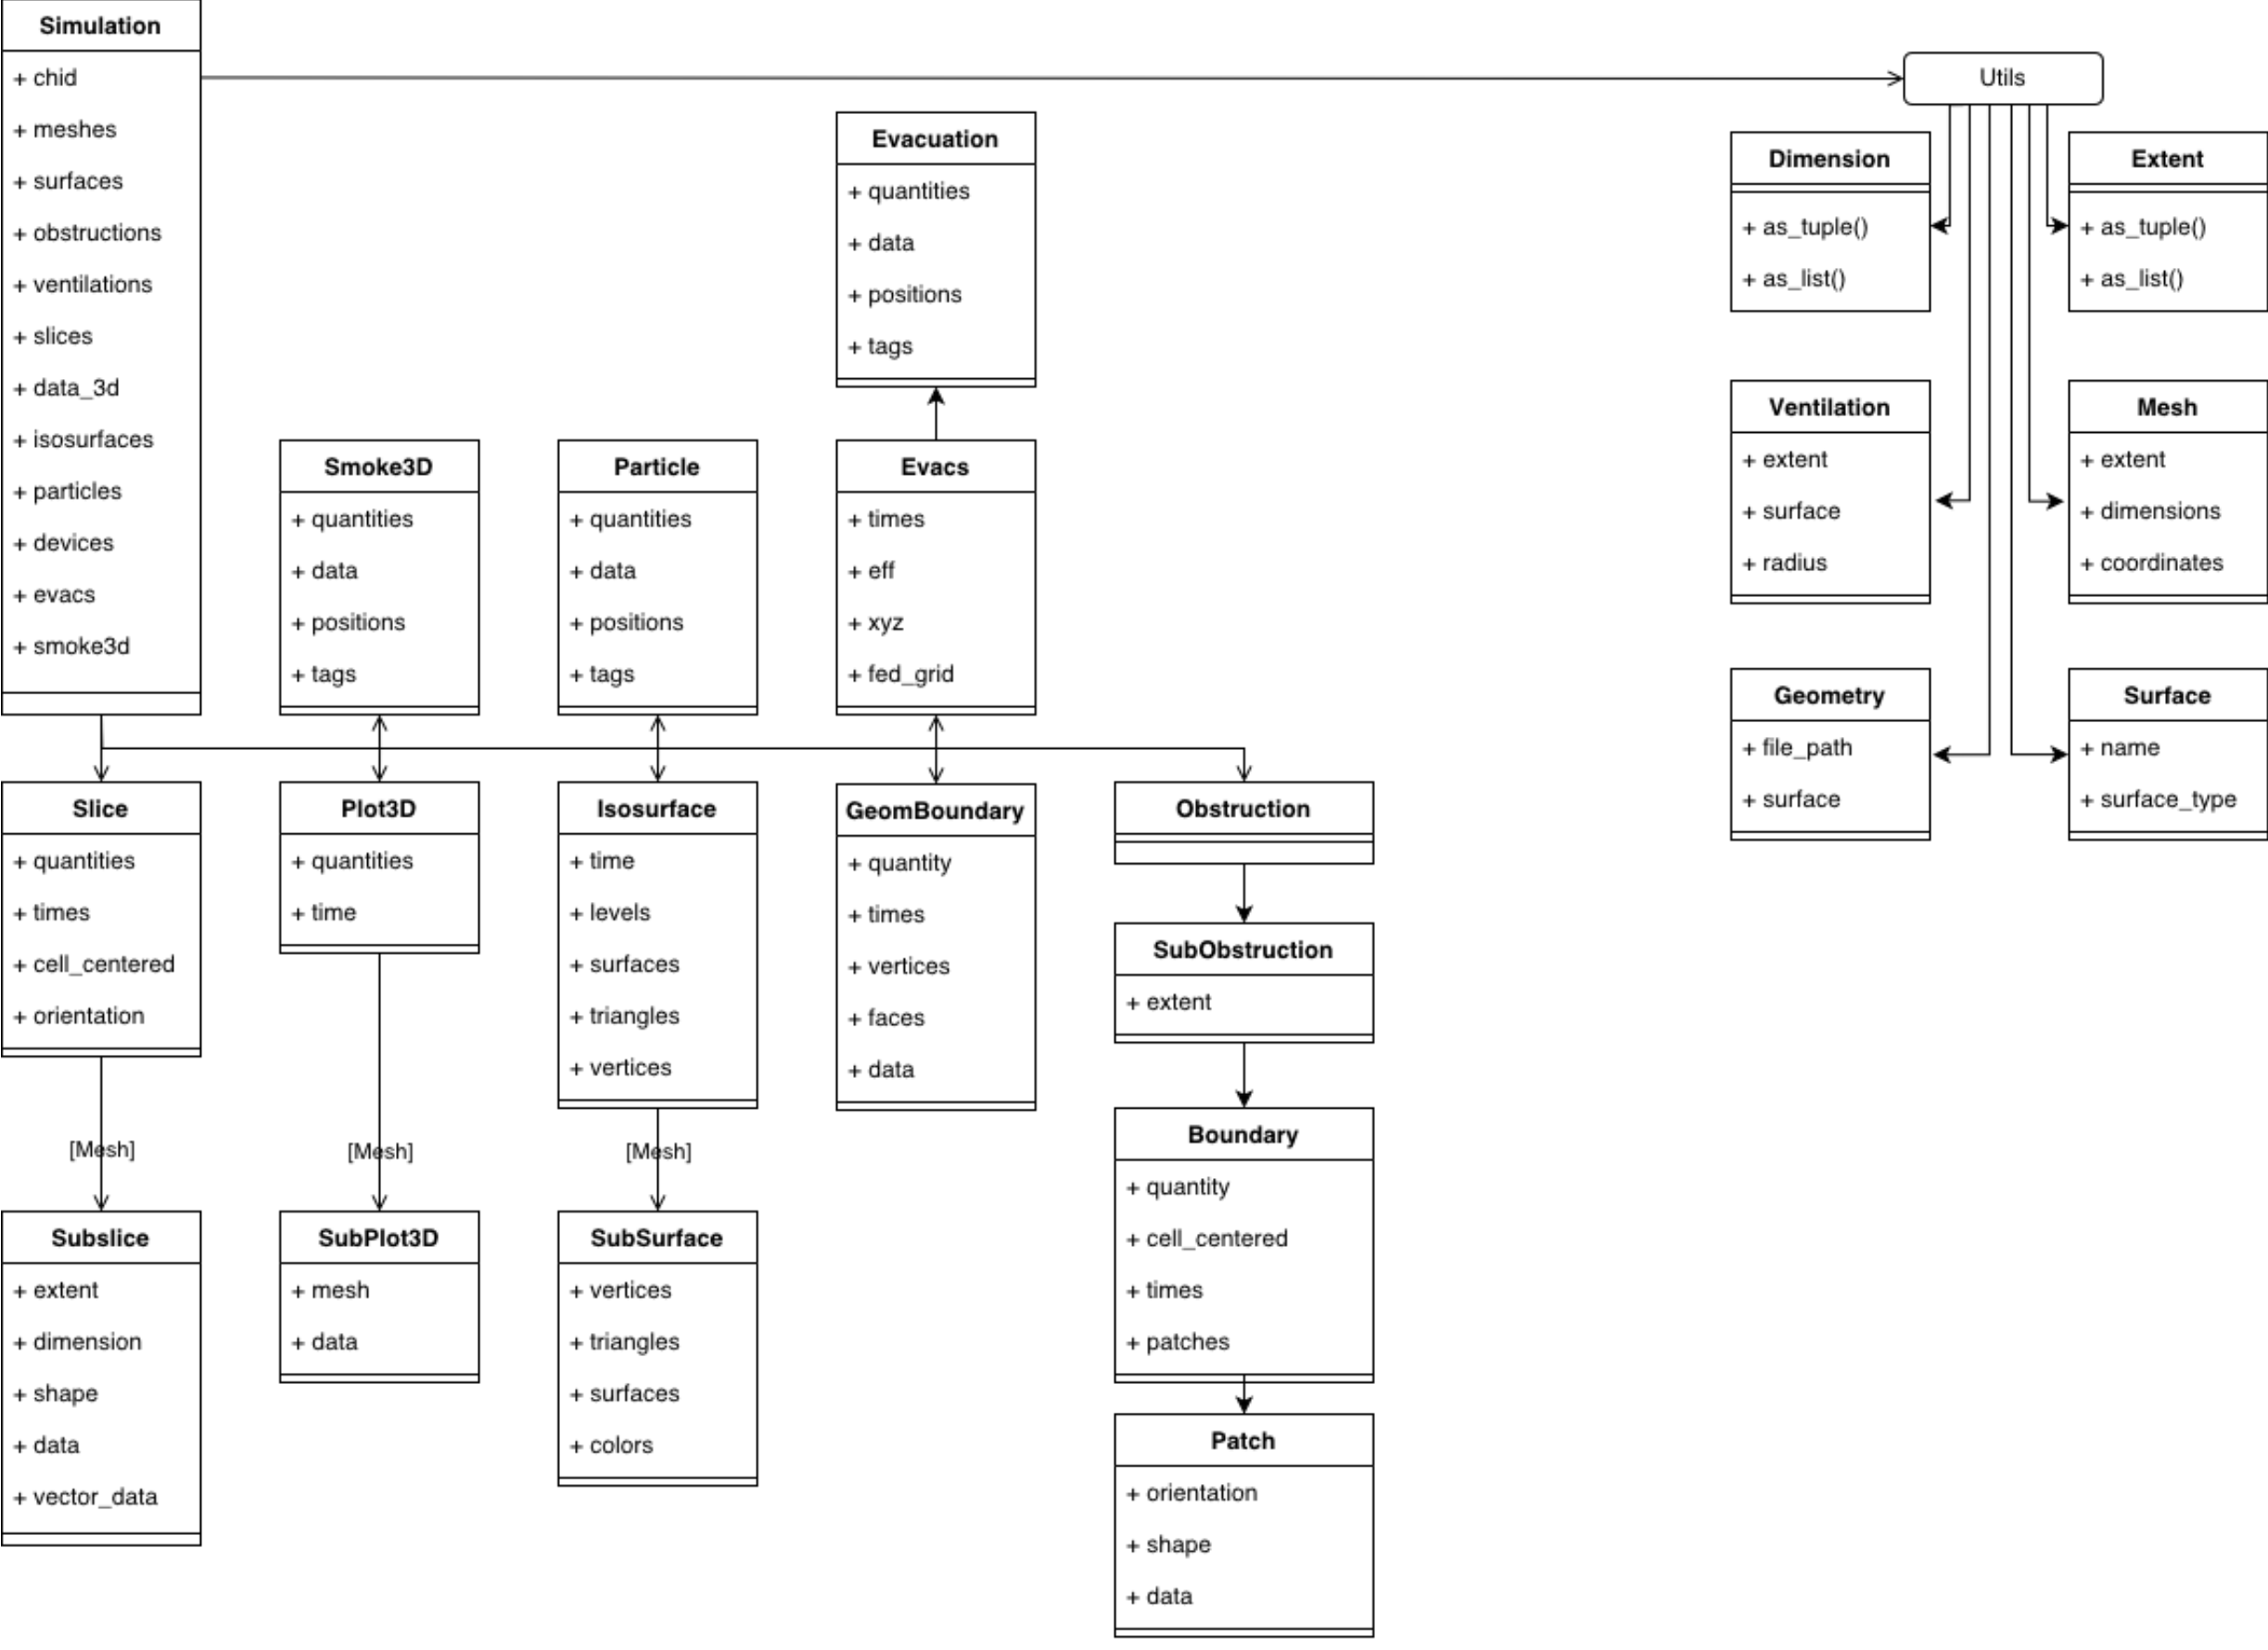 Simulation
+ chid
+ meshes
+ surfaces
+ obstructions
+ ventilations
+ slices
+ data_3d
+ isosurfaces
+ particles
+ devices
+ evacs
+ smoke3d
Utils
Evacuation
+ quantities
+ data
+ positions
+ tags
Dimension
+ as_tuple()
+ as_list()
Extent
+ as_tuple()
+ as_list()
Ventilation
+ extent
+ surface
+ radius
Mesh
+ extent
+ dimensions
+ coordinates
Smoke3D
+ quantities
+ data
+ positions
+ tags
Particle
+ quantities
+ data
+ positions
+ tags
Evacs
+ times
+ eff
+ xyz
+ fed_grid
Geometry
+ file_path
+ surface
Surface
+ name
+ surface_type
Slice
+ quantities
+ times
+ cell_centered
+ orientation
Plot3D
+ quantities
+ time
Isosurface
+ time
+ levels
+ surfaces
+ triangles
+ vertices
GeomBoundary
+ quantity
+ times
+ vertices
+ faces
+ data
Obstruction
SubObstruction
+ extent
[Mesh]
[Mesh]
[Mesh]
Boundary
+ quantity
+ cell_centered
+ times
+ patches
Subslice
+ extent
+ dimension
+ shape
+ data
+ vector_data
SubPlot3D
+ mesh
+ data
SubSurface
+ vertices
+ triangles
+ surfaces
+ colors
Patch
+ orientation
+ shape
+ data